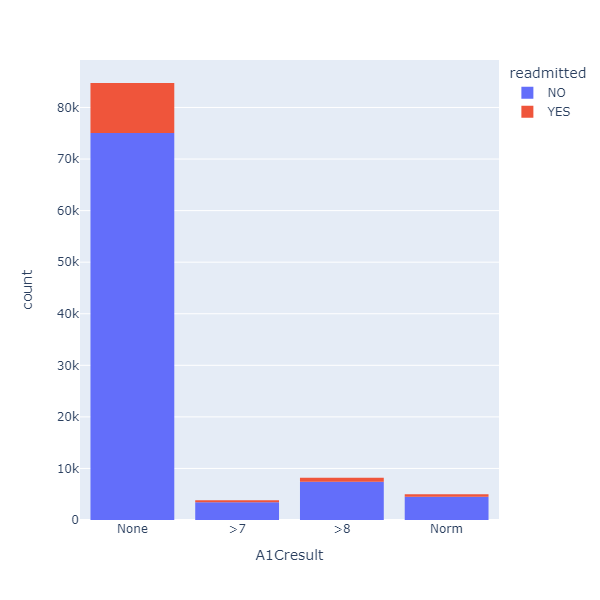 readmitted
NO
YES
80k
70k
60k
50k
40k
30k
20k
10k
0
count
None
>7
>8
Norm
A1Cresult